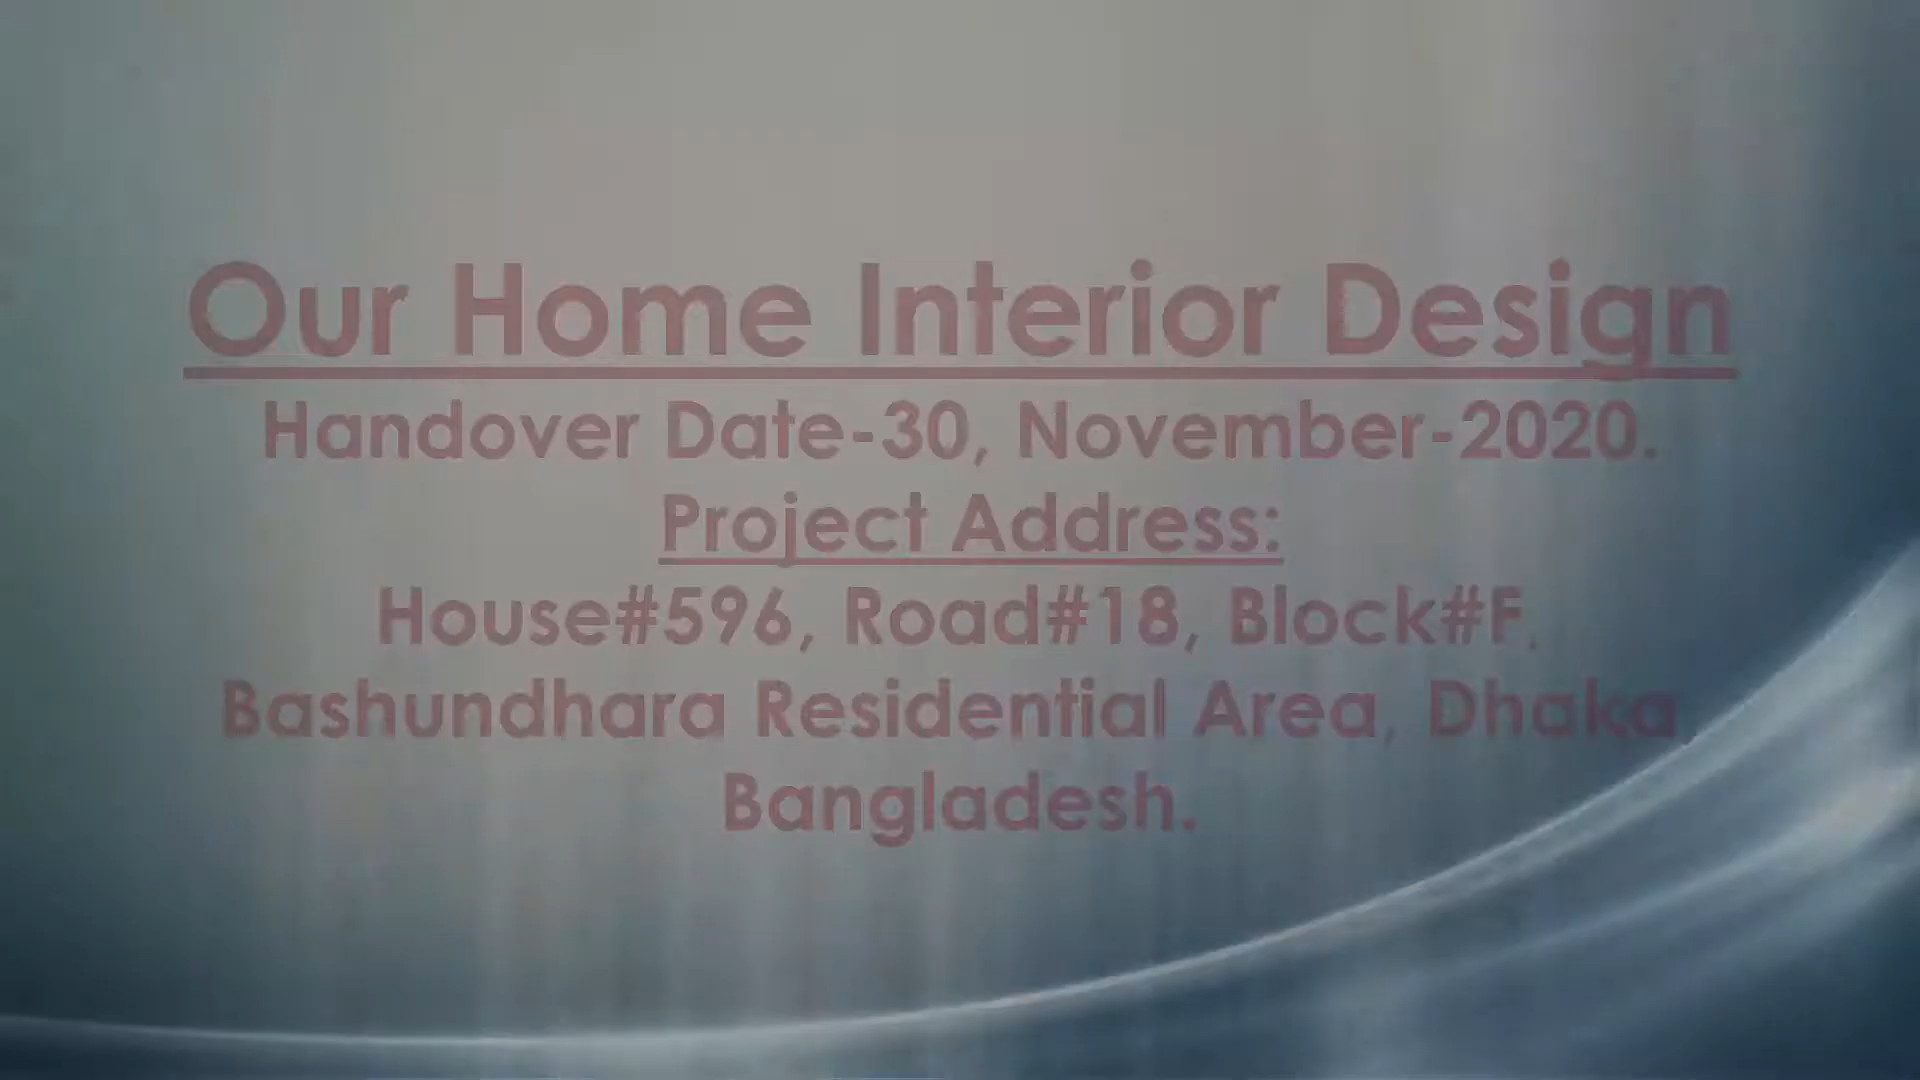 Our Home Interior Design
Handover Date-30, November-2020.
Project Address:
House#596, Road#18, Block#F,
Bashundhara Residential Area, Dhaka
Bangladesh.